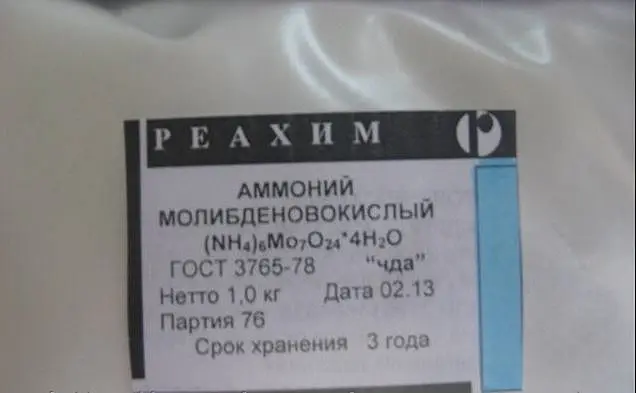 РЕАХИМ
АММОНИЙ
МОЛИБДЕНОВОКИСЛЫЙ
(NH₄)₆Mo₇O₂₄*4H₂O
ГОСТ 3765-78 "чда"
Нетто 1,0 кг Дата 02.13
Партия 76
Срок хранения 3 года